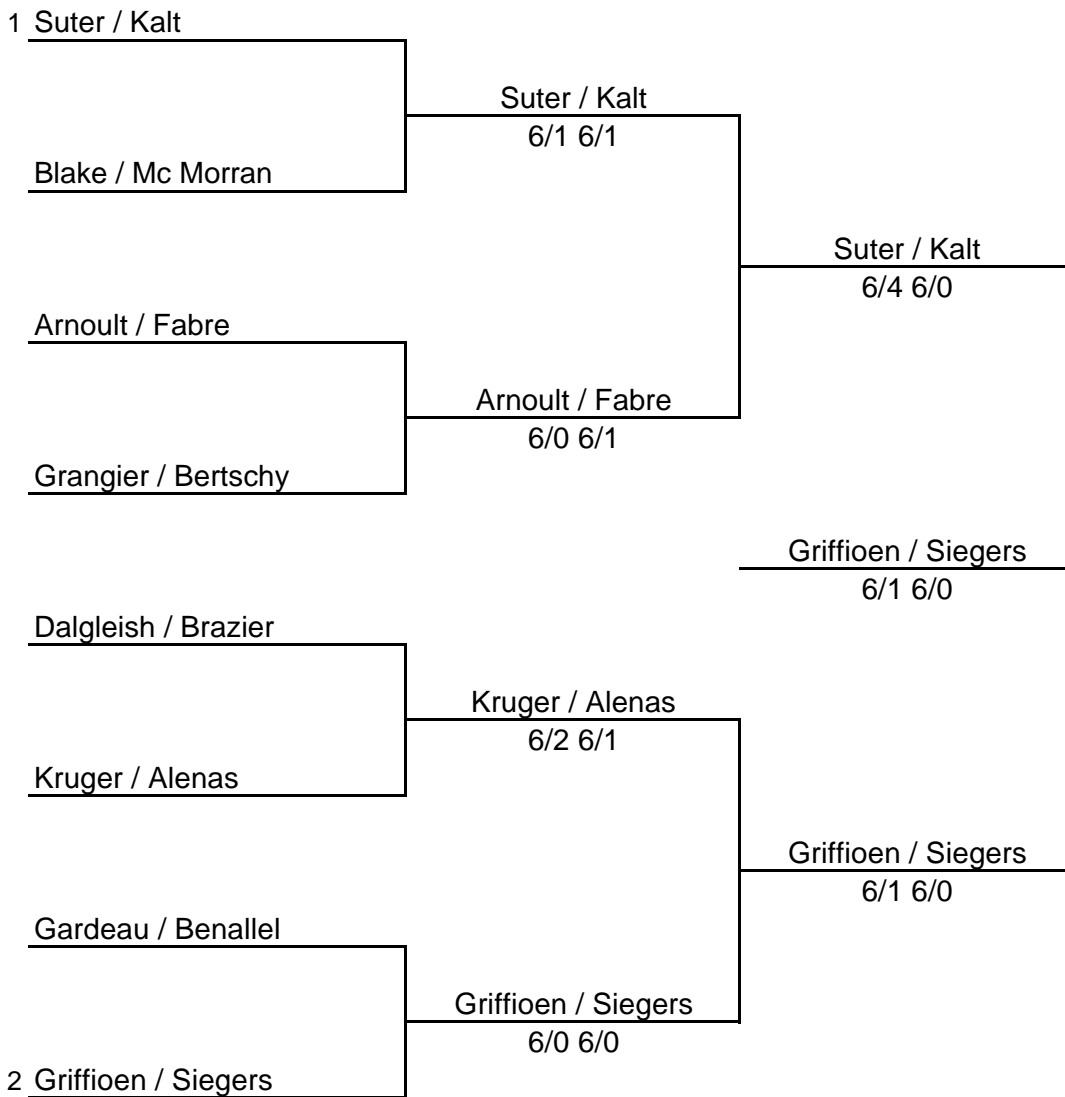 1 Suter / Kalt
Suter / Kalt
6/1 6/1
Blake / Mc Morran
Suter / Kalt
6/4 6/0
Arnoult / Fabre
Arnoult / Fabre
6/0 6/1
Grangier / Bertschy
Griffioen / Siegers
6/1 6/0
Dalgleish / Brazier
Kruger / Alenas
6/2 6/1
Kruger / Alenas
Griffioen / Siegers
6/1 6/0
Gardeau / Benallel
Griffioen / Siegers
6/0 6/0
2 Griffioen / Siegers